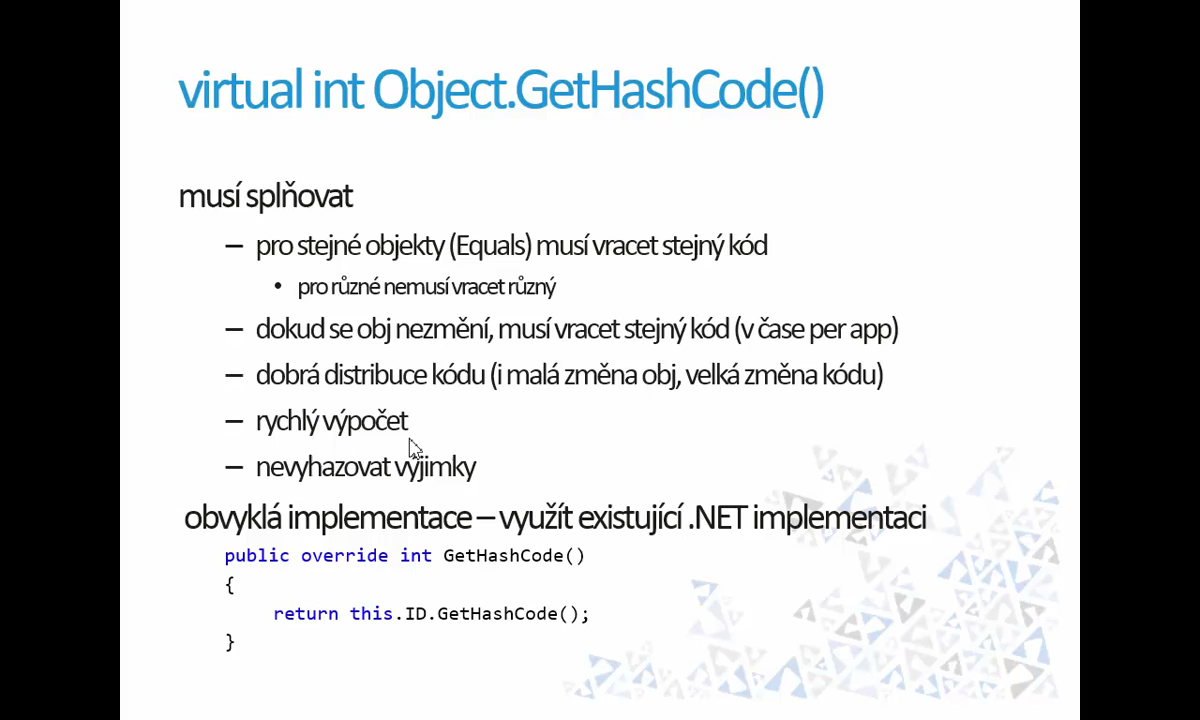 virtual int Object.GetHashCode()
musí splňovat
– pro stejné objekty (Equals) musí vracet stejný kód
• pro různé nemusí vracet různý
– dokud se obj nezmění, musí vracet stejný kód (v čase per app)
– dobrá distribuce kódu (i malá změna obj, velká změna kódu)
– rychlý výpočet
– nevyhazovat vyjimky
obvyklá implementace – využít existující .NET implementaci
public override int GetHashCode()
{
return this.ID.GetHashCode();
}